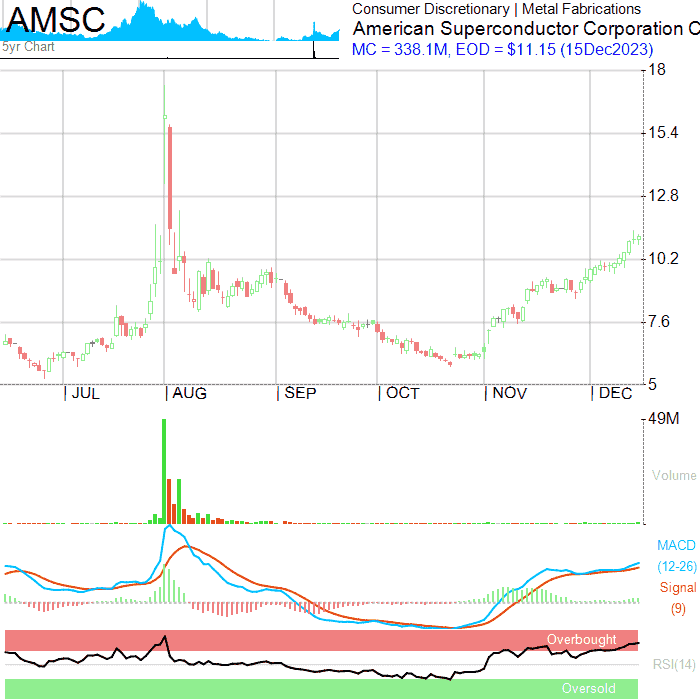 AMSC
5yr Chart
Consumer Discretionary | Metal Fabrications
American Superconductor Corporation C
MC = 338.1M, EOD = $11.15 (15Dec2023)
18
15.4
12.8
10.2
7.6
5
| JUL | AUG | SEP | OCT | NOV | DEC
49M
Volume
MACD
(12-26)
Signal
(9)
Overbought
RSI(14)
Oversold